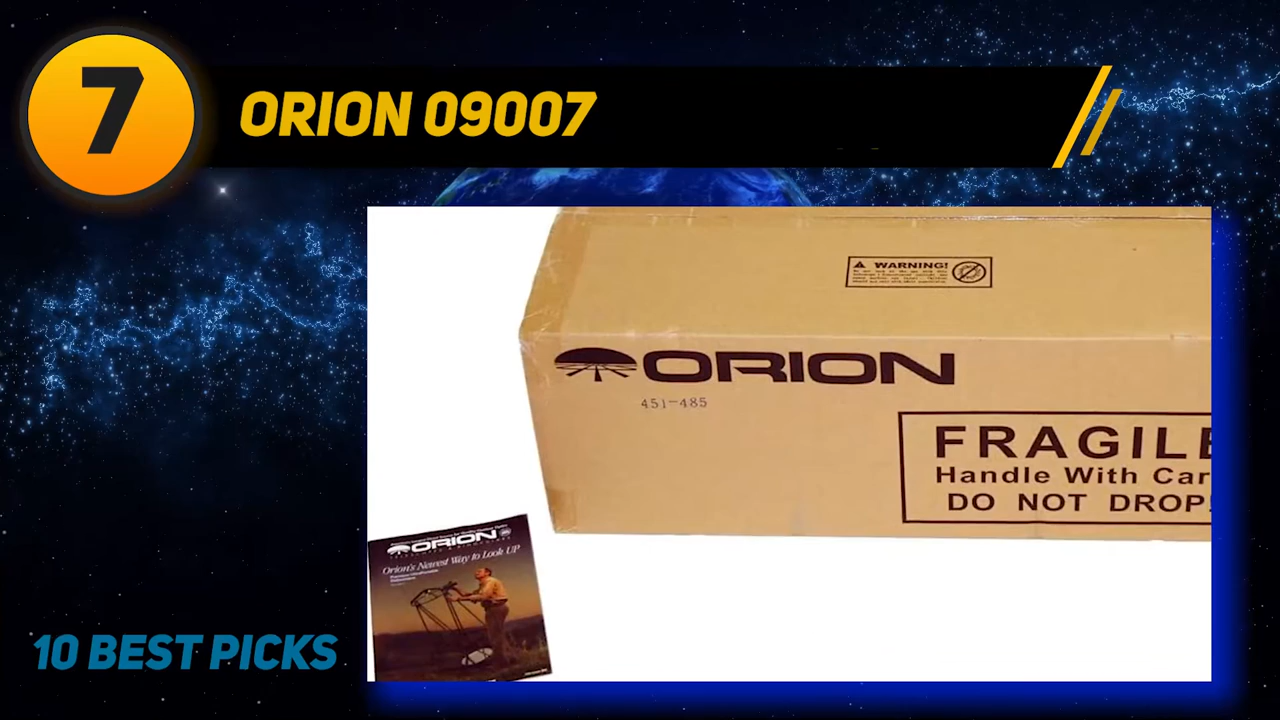 7
ORION 09007
WARNING!
ORION
451-485
FRAGILE
Handle With Car
DO NOT DROP!
ORION
Orion's Newest Way to Look UP
10 BEST PICKS